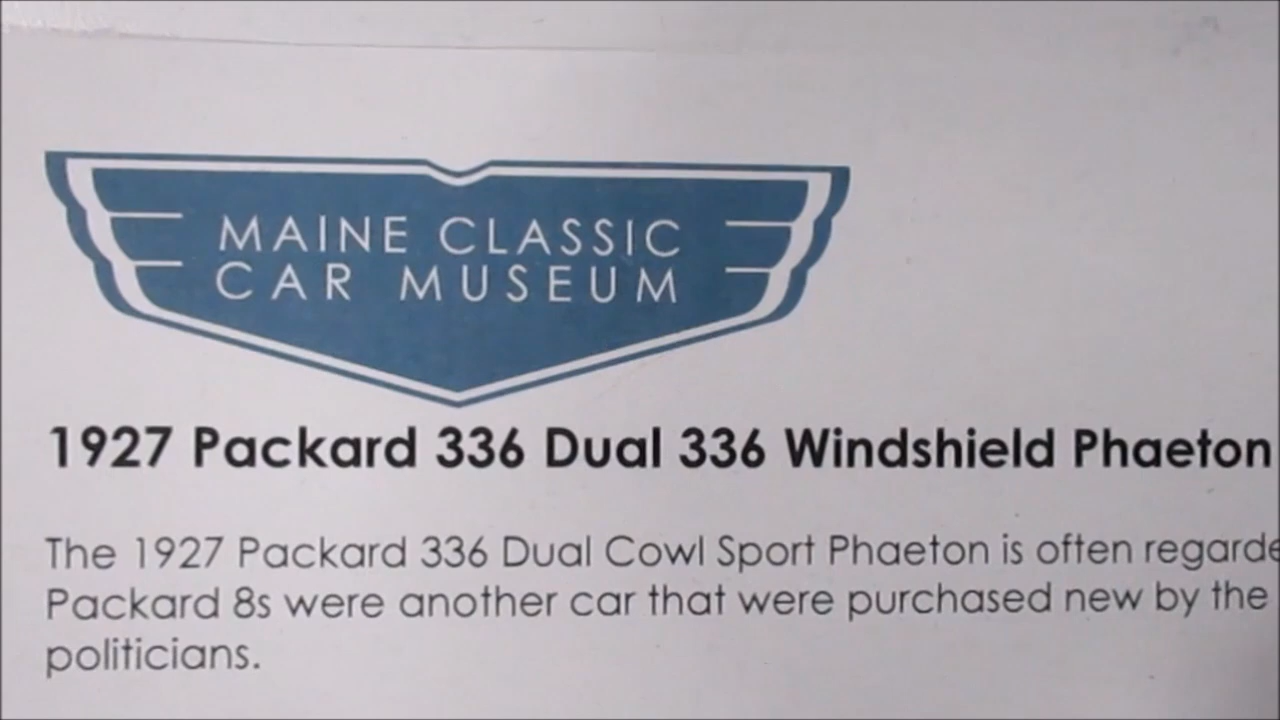 MAINE CLASSIC
CAR MUSEUM
1927 Packard 336 Dual 336 Windshield Phaeton
The 1927 Packard 336 Dual Cowl Sport Phaeton is often regarde
Packard 8s were another car that were purchased new by the
politicians.